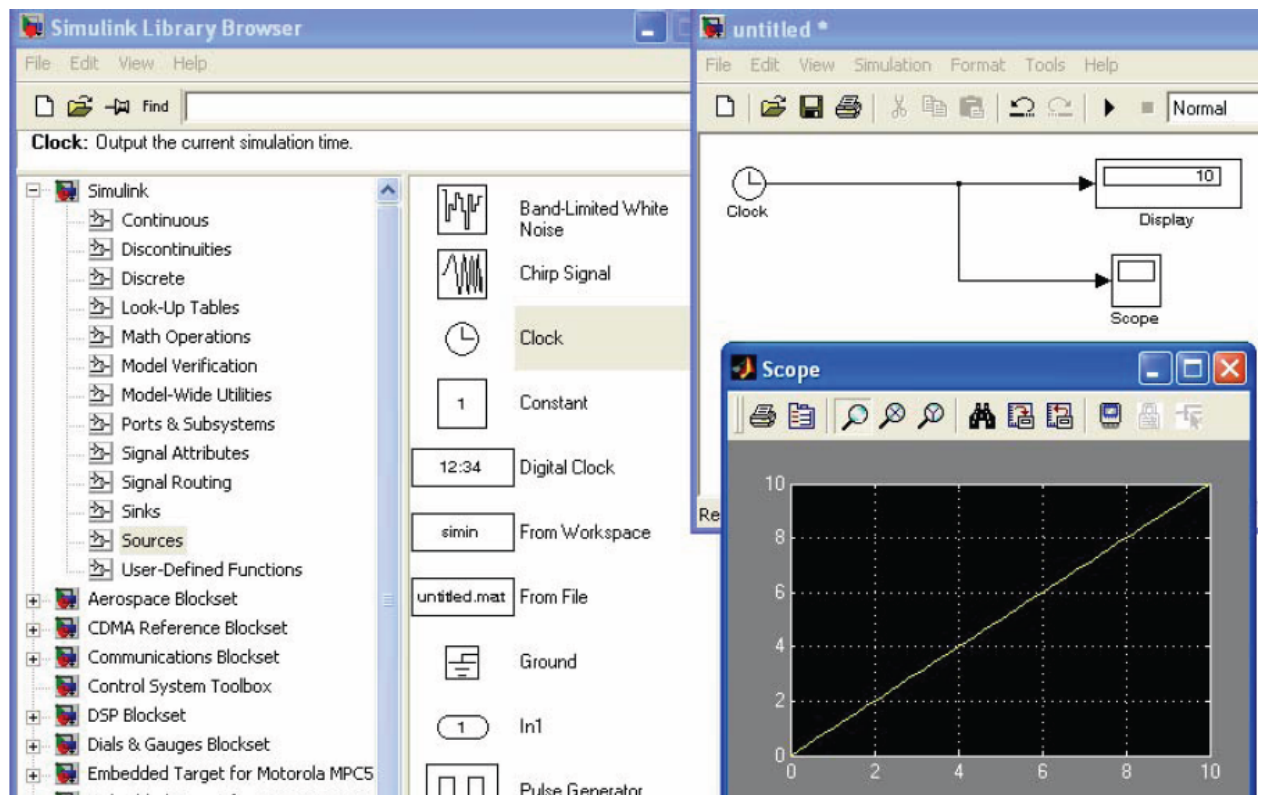 Simulink Library Browser
File Edit View Help
Find
Clock: Output the current simulation time.
Simulink
Continuous
Discontinuities
Discrete
Look-Up Tables
Math Operations
Model Verification
Model-Wide Utilities
Ports & Subsystems
Signal Attributes
Signal Routing
Sinks
Sources
User-Defined Functions
Aerospace Blockset
CDMA Reference Blockset
Communications Blockset
Control System Toolbox
DSP Blockset
Dials & Gauges Blockset
Embedded Target for Motorola MPC5
Band-Limited White
Noise
Chirp Signal
Clock
1 Constant
12:34 Digital Clock
simin From Workspace
untitled.mat From File
Ground
1 In1
Pulse Generator
untitled *
File Edit View Simulation Format Tools Help
Normal
Clock
10
Display
Scope
Re
Scope
10
8
6
4
2
0
0 2 4 6 8 10